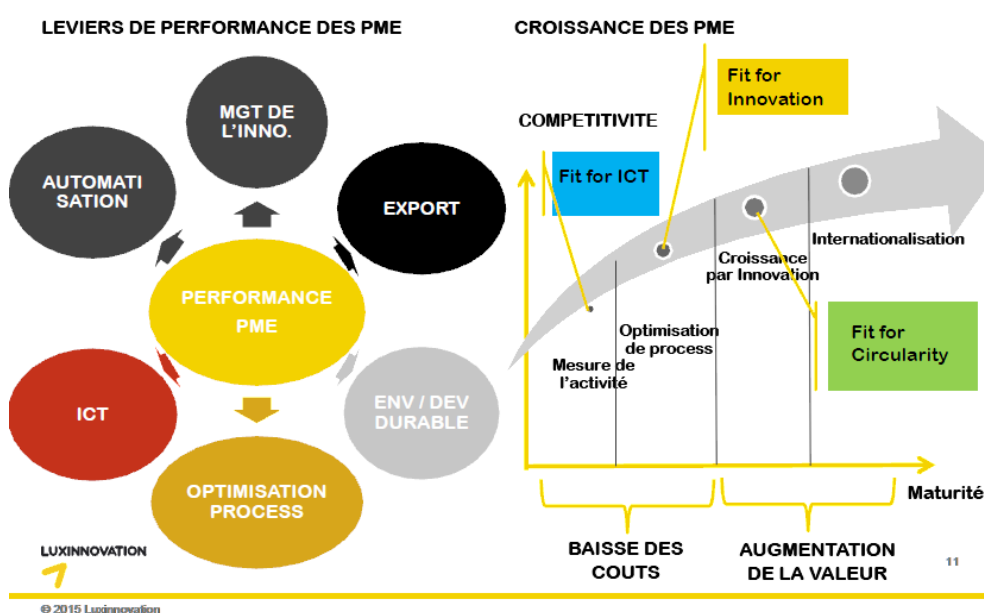 LEVIERS DE PERFORMANCE DES PME
MGT DE
L'INNO.
AUTOMATI
SATION
EXPORT
PERFORMANCE
PME
ICT
ENV / DEV
DURABLE
OPTIMISATION
PROCESS
CROISSANCE DES PME
Fit for
Innovation
COMPETITIVITE
Fit for ICT
Internationalisation
Croissance
par Innovation
Optimisation
de process
Mesure de
l'activité
Fit for
Circularity
Maturité
BAISSE DES
COUTS
AUGMENTATION
DE LA VALEUR
LUXINNOVATION
11
© 2015 Luxinnovation